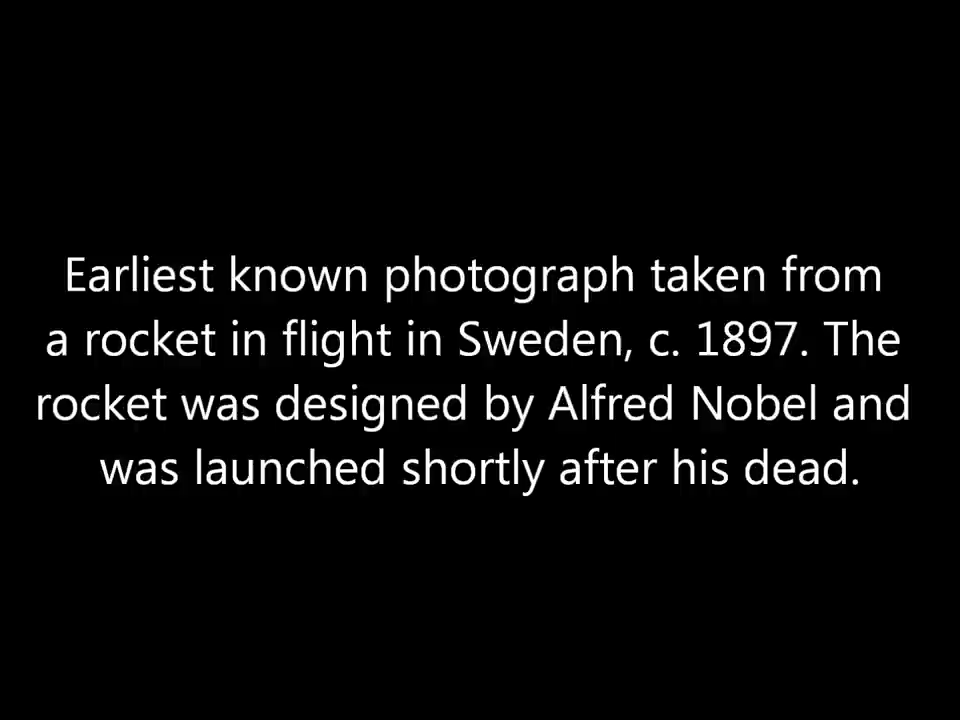 Earliest known photograph taken from
a rocket in flight in Sweden, c. 1897. The
rocket was designed by Alfred Nobel and
was launched shortly after his dead.